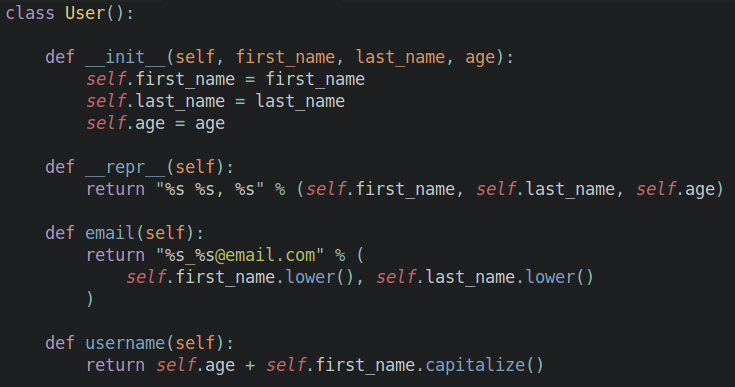 class User():
    def __init__(self, first_name, last_name, age):
        self.first_name = first_name
        self.last_name = last_name
        self.age = age
    def __repr__(self):
        return "%s %s, %s" % (self.first_name, self.last_name, self.age)
    def email(self):
        return "%s_%s@email.com" % (
            self.first_name.lower(), self.last_name.lower()
        )
    def username(self):
        return self.age + self.first_name.capitalize()